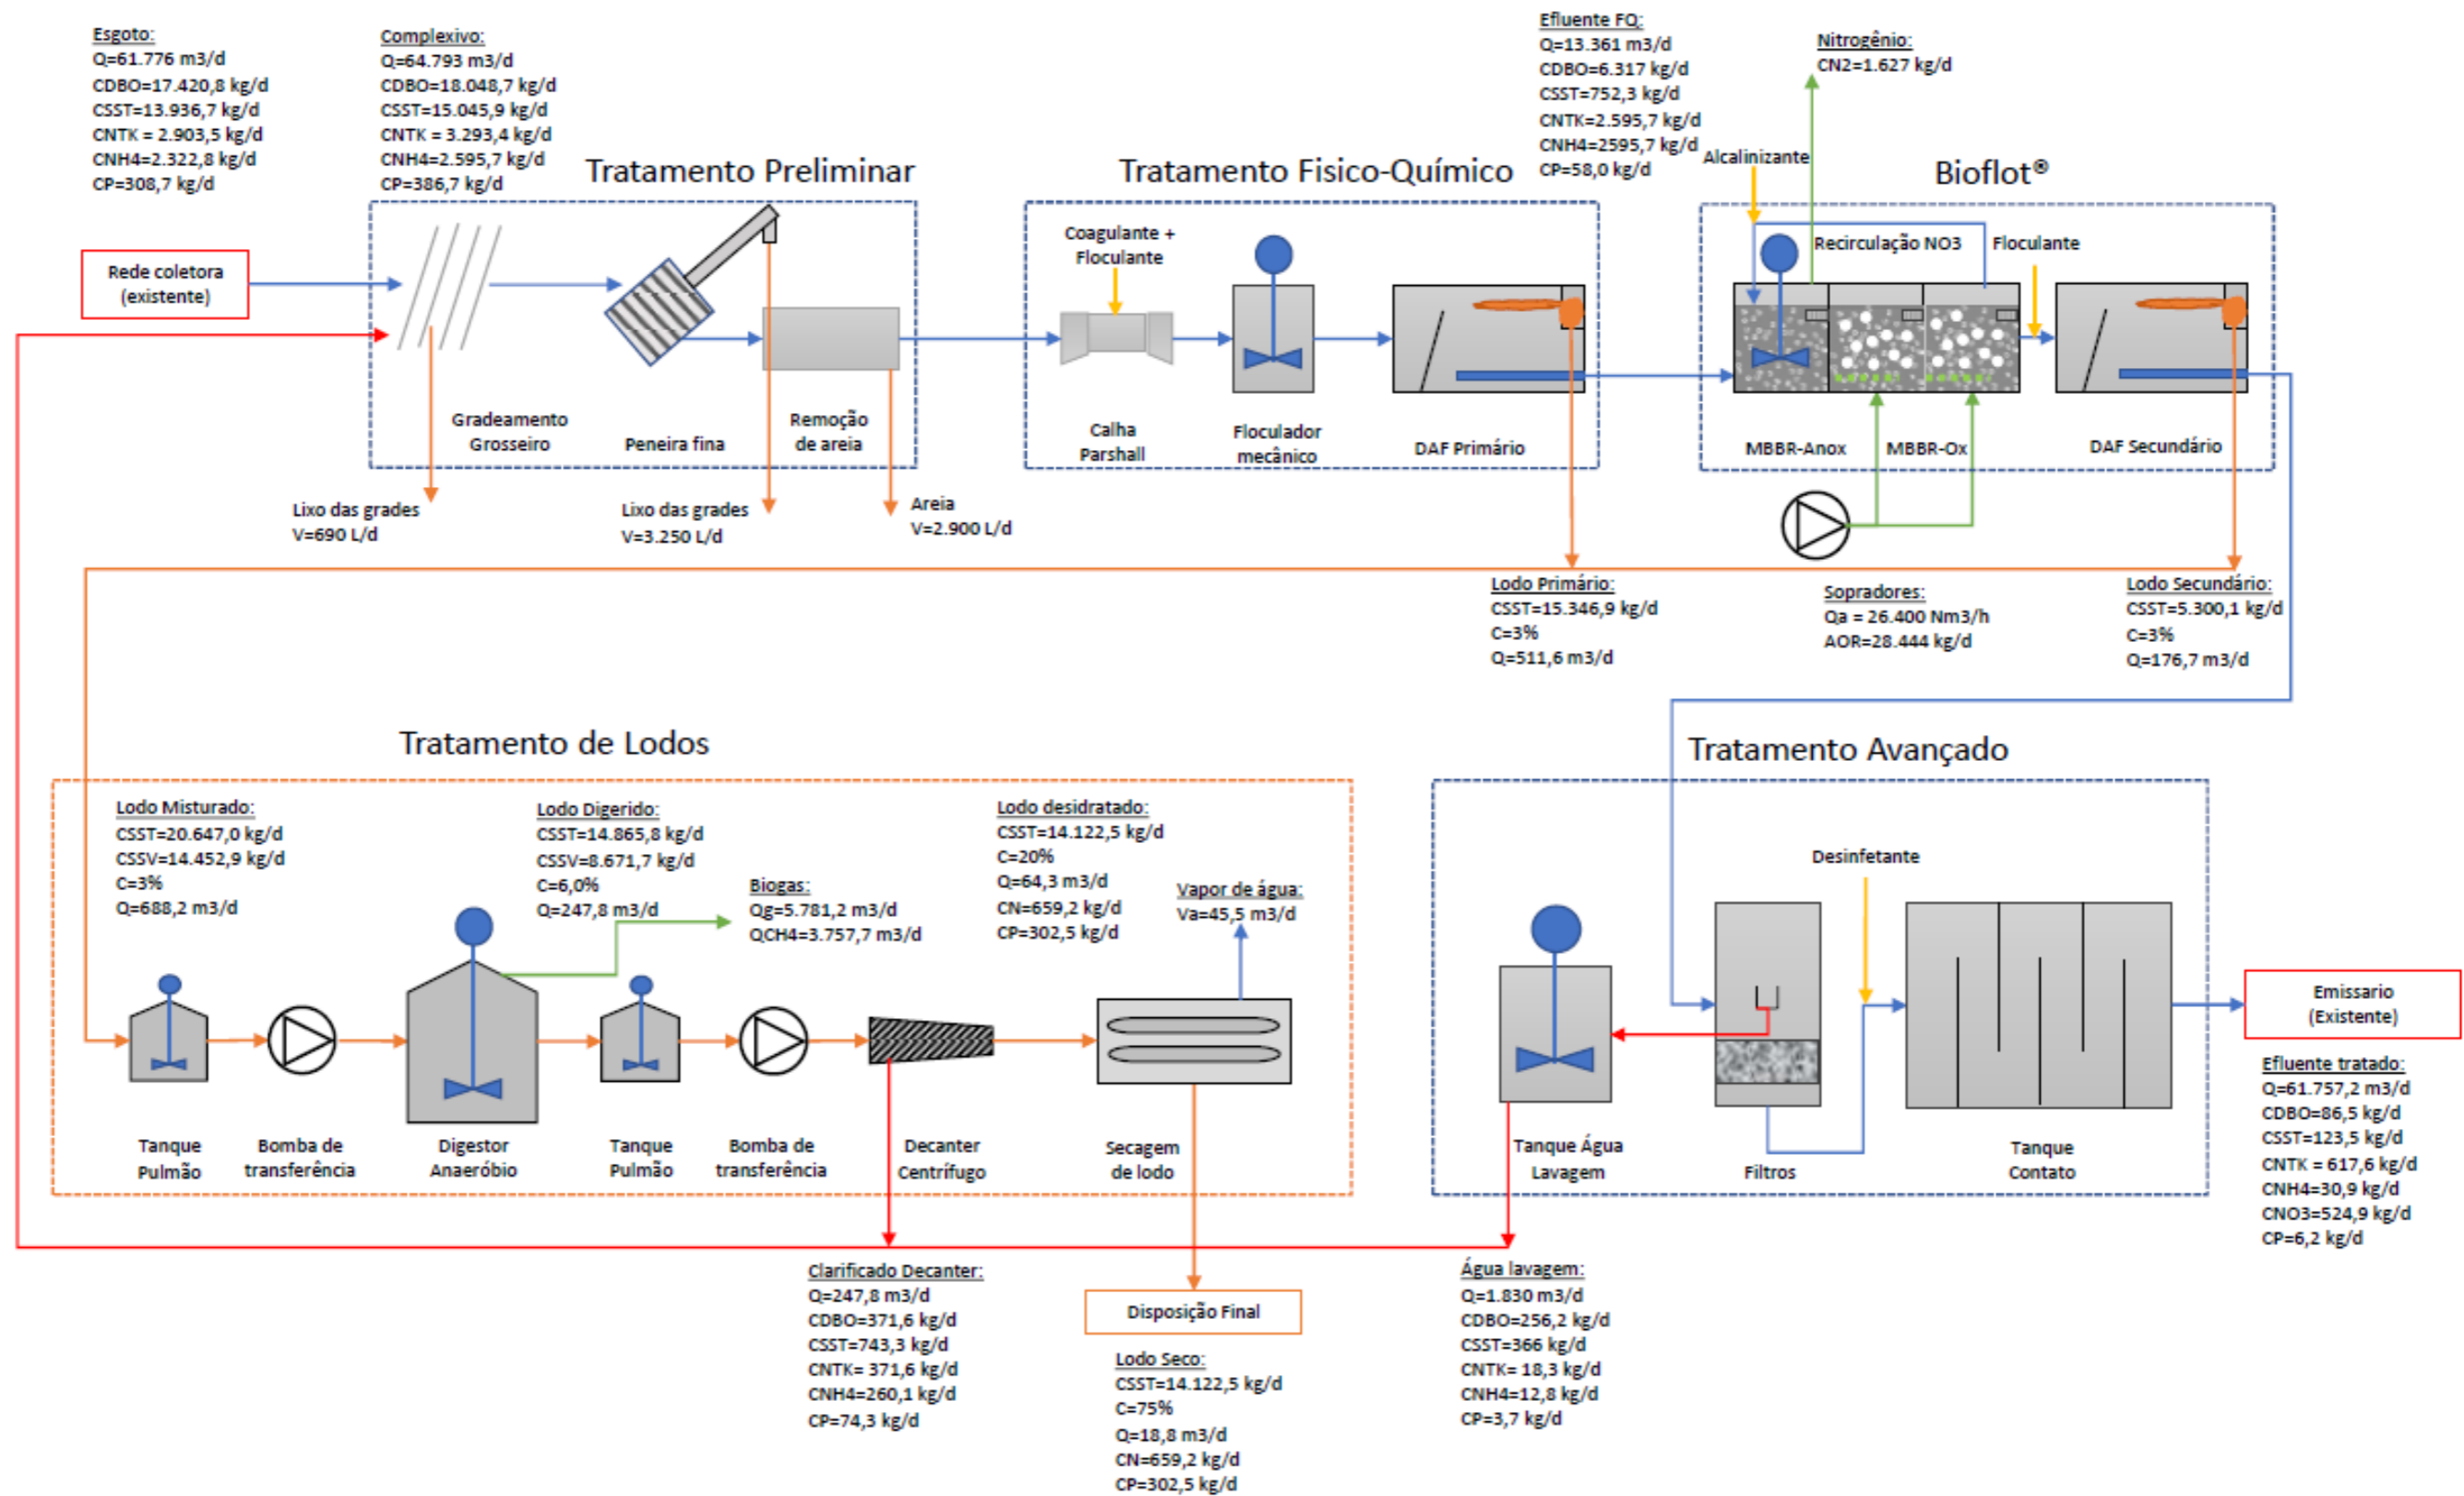 Esgoto:
Q=61.776 m3/d
CDBO=17.420,8 kg/d
CSST=13.936,7 kg/d
CNTK = 2.903,5 kg/d
CNH4=2.322,8 kg/d
CP=308,7 kg/d
Complexivo:
Q=64.793 m3/d
CDBO=18.048,7 kg/d
CSST=15.045,9 kg/d
CNTK = 3.293,4 kg/d
CNH4=2.595,7 kg/d
CP=386,7 kg/d
Efluente FQ:
Q=13.361 m3/d
CDBO=6.317 kg/d
CSST=752,3 kg/d
CNTK=2.595,7 kg/d
CNH4=2595,7 kg/d
CP=58,0 kg/d
Nitrogênio:
CN2=1.627 kg/d
Alcalinizante
Tratamento Preliminar
Tratamento Fisico-Químico
Bioflot®
Rede coletora
(existente)
Coagulante +
Floculante
Recirculação NO3
Floculante
Gradeamento
Grosseiro
Peneira fina
Remoção
de areia
Calha
Parshall
Floculador
mecânico
DAF Primário
MBBR-Anox
MBBR-Ox
DAF Secundário
Lixo das grades
V=690 L/d
Lixo das grades
V=3.250 L/d
Areia
V=2.900 L/d
Lodo Primário:
CSST=15.346,9 kg/d
C=3%
Q=511,6 m3/d
Sopradores:
Qa = 26.400 Nm3/h
AOR=28.444 kg/d
Lodo Secundário:
CSST=5.300,1 kg/d
C=3%
Q=176,7 m3/d
Tratamento de Lodos
Tratamento Avançado
Lodo Misturado:
CSST=20.647,0 kg/d
CSSV=14.452,9 kg/d
C=3%
Q=688,2 m3/d
Lodo Digerido:
CSST=14.865,8 kg/d
CSSV=8.671,7 kg/d
C=6,0%
Q=247,8 m3/d
Biogas:
Qg=5.781,2 m3/d
QCH4=3.757,7 m3/d
Lodo desidratado:
CSST=14.122,5 kg/d
C=20%
Q=64,3 m3/d
CN=659,2 kg/d
CP=302,5 kg/d
Vapor de água:
Va=45,5 m3/d
Desinfetante
Tanque
Pulmão
Bomba de
transferência
Digestor
Anaeróbio
Tanque
Pulmão
Bomba de
transferência
Decanter
Centrífugo
Secagem
de lodo
Tanque Água
Lavagem
Filtros
Tanque
Contato
Emissario
(Existente)
Efluente tratado:
Q=61.757,2 m3/d
CDBO=86,5 kg/d
CSST=123,5 kg/d
CNTK = 617,6 kg/d
CNH4=30,9 kg/d
CNO3=524,9 kg/d
CP=6,2 kg/d
Clarificado Decanter:
Q=247,8 m3/d
CDBO=371,6 kg/d
CSST=743,3 kg/d
CNTK= 371,6 kg/d
CNH4=260,1 kg/d
CP=74,3 kg/d
Disposição Final
Lodo Seco:
CSST=14.122,5 kg/d
C=75%
Q=18,8 m3/d
CN=659,2 kg/d
CP=302,5 kg/d
Água lavagem:
Q=1.830 m3/d
CDBO=256,2 kg/d
CSST=366 kg/d
CNTK= 18,3 kg/d
CNH4=12,8 kg/d
CP=3,7 kg/d